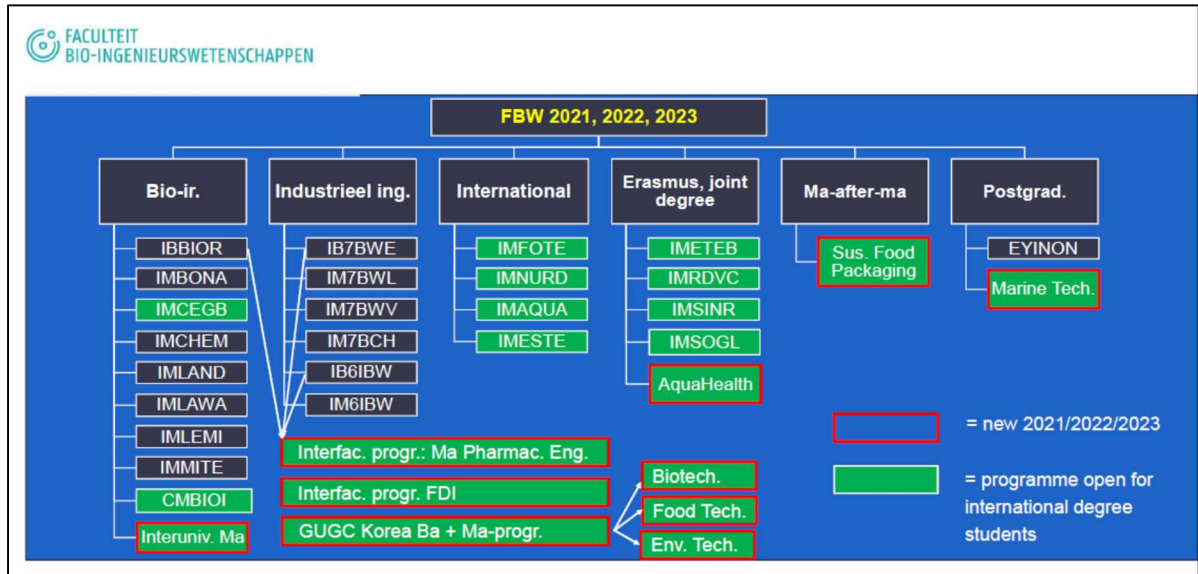 FACULTEIT
BIO-INGENIEURSWETENSCHAPPEN
FBW 2021, 2022, 2023
Bio-ir.
IBBIOR
IMBONA
IMCEGB
IMCHEM
IMLAND
IMLAWA
IMLEMI
IMMITE
CMBIOI
Interuniv. Ma
Industrieel ing.
IB7BWE
IM7BWL
IM7BWV
IM7BCH
IB6IBW
IM6IBW
International
IMFOTE
IMNURD
IMAQUA
IMESTE
Erasmus, joint
degree
IMETEB
IMRDVC
IMSINR
IMSOGL
AquaHealth
Ma-after-ma
Sus. Food
Packaging
Postgrad.
EYINON
Marine Tech.
Interfac. progr.: Ma Pharmac. Eng.
Interfac. progr. FDI
GUGC Korea Ba + Ma-progr.
Biotech.
Food Tech.
Env. Tech.
= new 2021/2022/2023
= programme open for
international degree
students